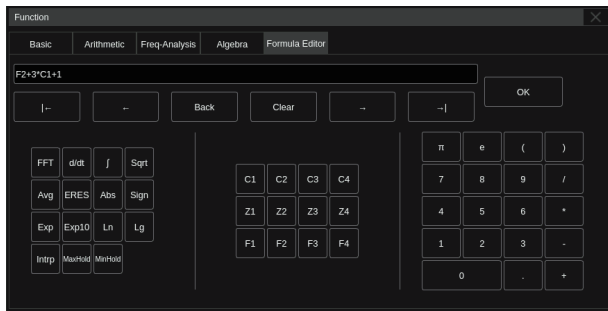 Function
Basic Arithmetic Freq-Analysis Algebra Formula Editor
F2+3*C1+1
OK
|← ← Back Clear → →|
FFT d/dt ∫ Sqrt
Avg ERES Abs Sign
Exp Exp10 Ln Lg
Intrp MaxHold MinHold
C1 C2 C3 C4
Z1 Z2 Z3 Z4
F1 F2 F3 F4
π e ( )
7 8 9 /
4 5 6 *
1 2 3 -
0 . +